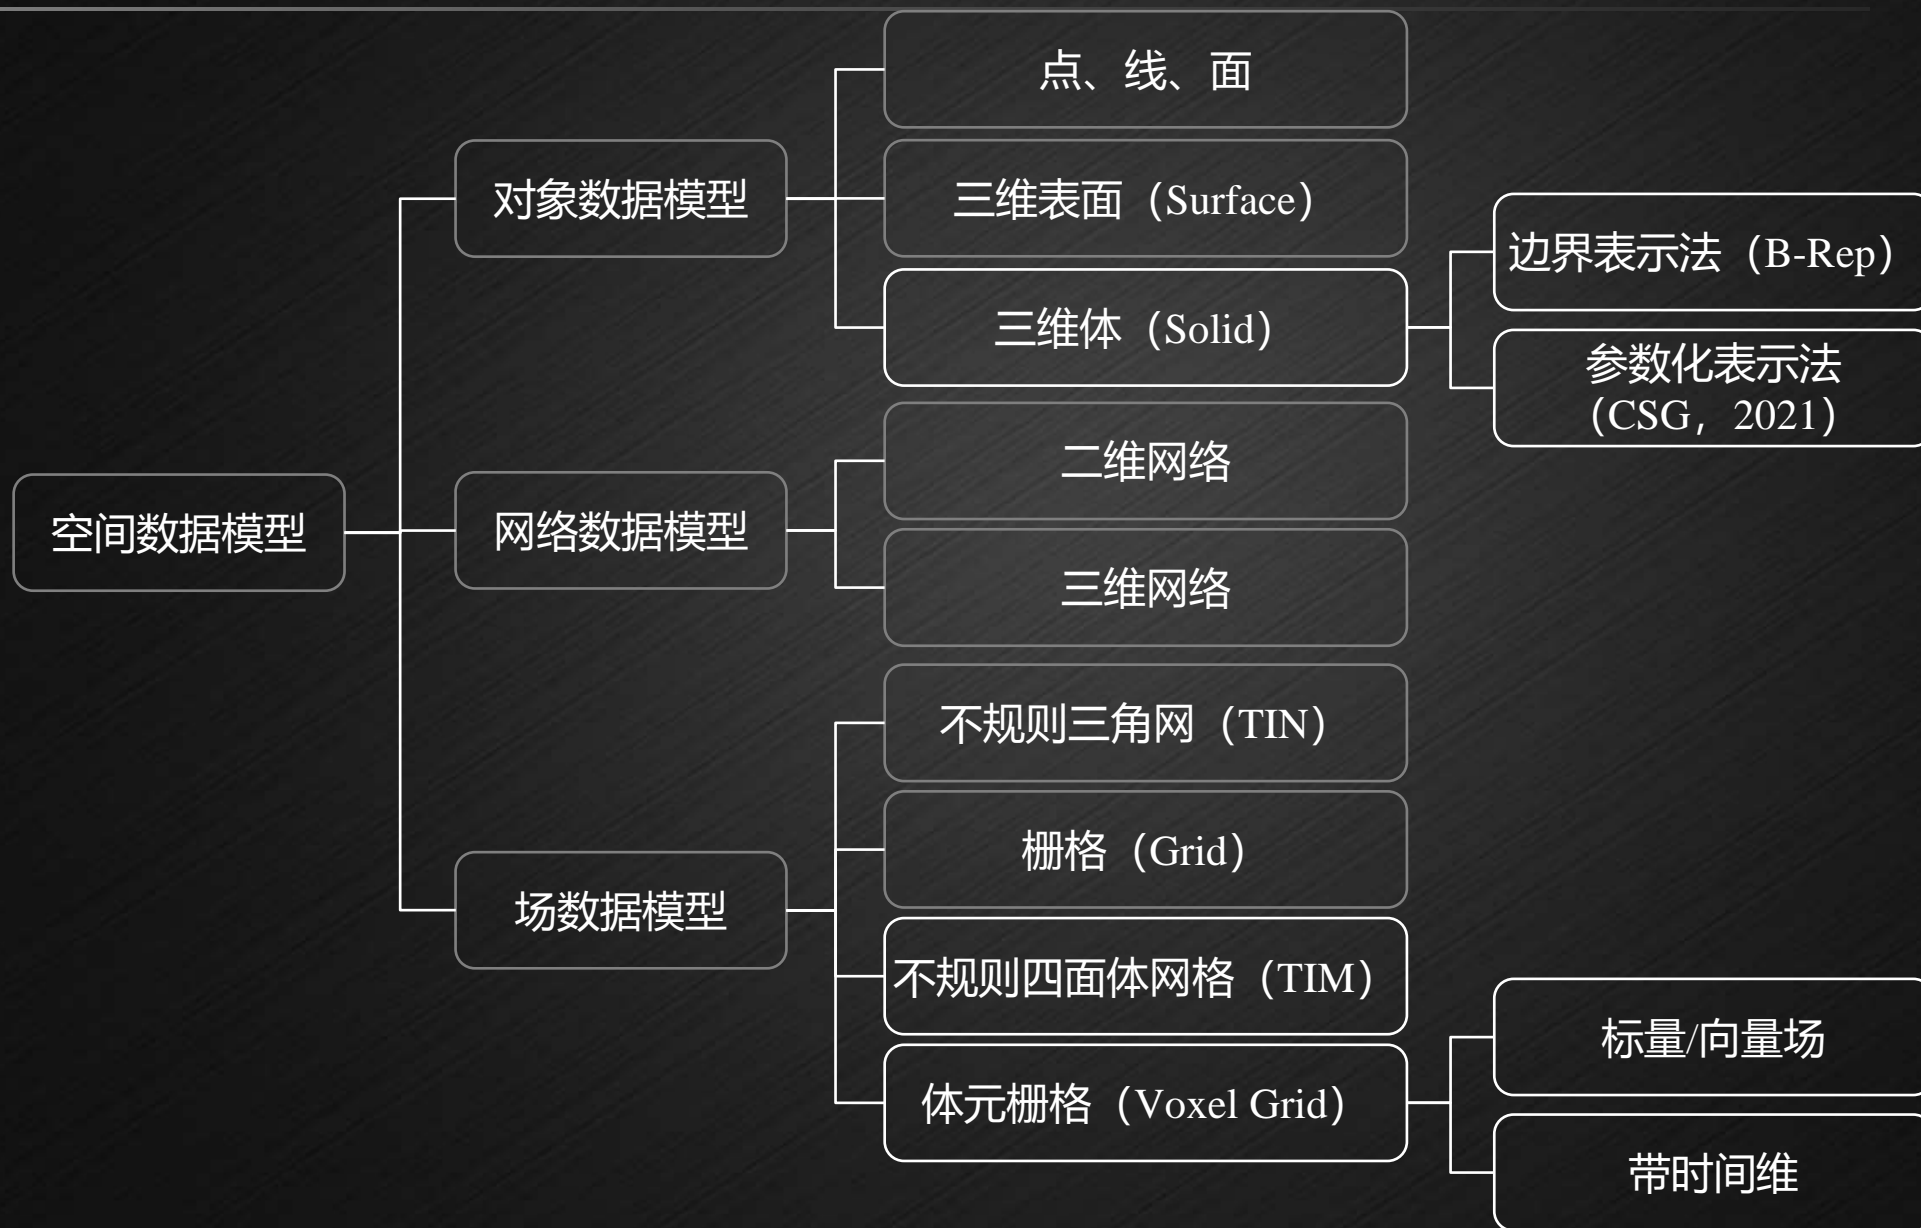 空间数据模型
对象数据模型
点、线、面
三维表面（Surface）
三维体（Solid）
边界表示法（B-Rep）
参数化表示法
（CSG，2021）
网络数据模型
二维网络
三维网络
场数据模型
不规则三角网（TIN）
栅格（Grid）
不规则四面体网格（TIM）
体元栅格（Voxel Grid）
标量/向量场
带时间维